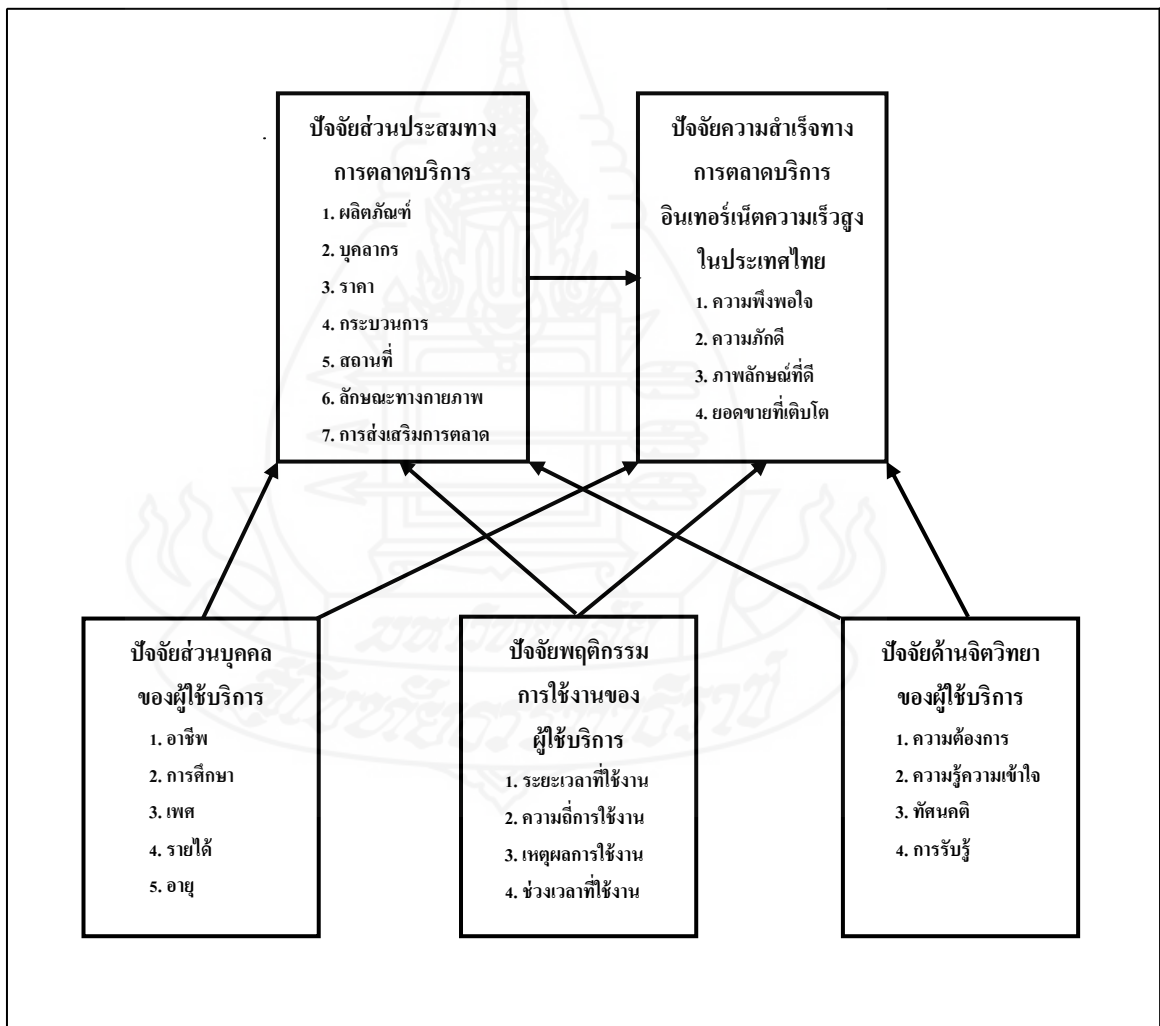 ปัจจัยส่วนประสมทาง
การตลาดบริการ
1. ผลิตภัณฑ์
2. บุคลากร
3. ราคา
4. กระบวนการ
5. สถานที่
6. ลักษณะทางกายภาพ
7. การส่งเสริมการตลาด
ปัจจัยความสำเร็จทาง
การตลาดบริการ
อินเทอร์เน็ตความเร็วสูง
ในประเทศไทย
1. ความพึงพอใจ
2. ความภักดี
3. ภาพลักษณ์ที่ดี
4. ยอดขายที่เติบโต
ปัจจัยส่วนบุคคล
ของผู้ใช้บริการ
1. อาชีพ
2. การศึกษา
3. เพศ
4. รายได้
5. อายุ
ปัจจัยพฤติกรรม
การใช้งานของ
ผู้ใช้บริการ
1. ระยะเวลาที่ใช้งาน
2. ความถี่การใช้งาน
3. เหตุผลการใช้งาน
4. ช่วงเวลาที่ใช้งาน
ปัจจัยด้านจิตวิทยา
ของผู้ใช้บริการ
1. ความต้องการ
2. ความรู้ความเข้าใจ
3. ทัศนคติ
4. การรับรู้